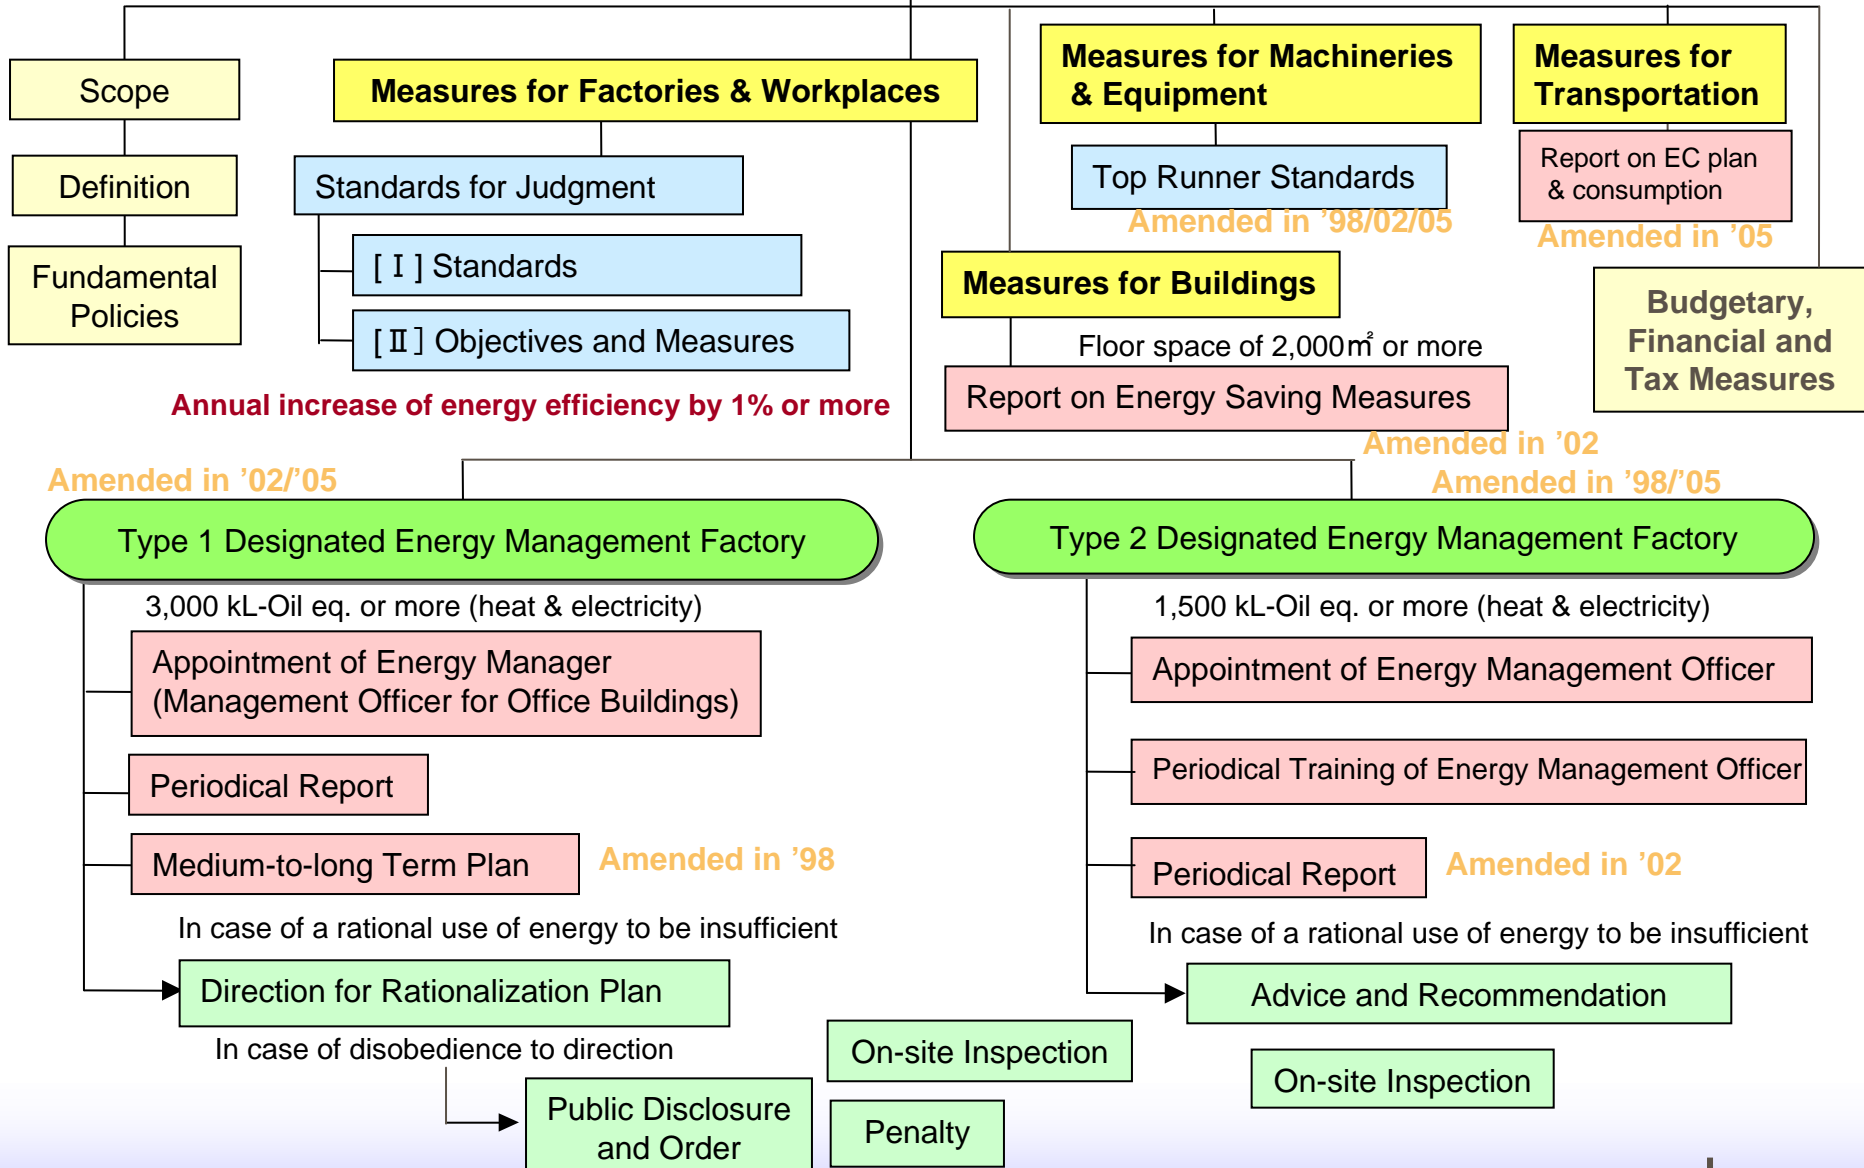 Scope
Definition
Fundamental
Policies
Measures for Factories & Workplaces
Standards for Judgment
[ Ⅰ ] Standards
[ Ⅱ ] Objectives and Measures
Annual increase of energy efficiency by 1% or more
Measures for Machineries
& Equipment
Top Runner Standards
Amended in ’98/02/05
Measures for
Transportation
Report on EC plan
& consumption
Amended in ’05
Measures for Buildings
Floor space of 2,000㎡ or more
Report on Energy Saving Measures
Amended in ’02
Budgetary,
Financial and
Tax Measures
Amended in ’02/’05
Type 1 Designated Energy Management Factory
3,000 kL-Oil eq. or more (heat & electricity)
Appointment of Energy Manager
(Management Officer for Office Buildings)
Periodical Report
Medium-to-long Term Plan
Amended in ’98
In case of a rational use of energy to be insufficient
Direction for Rationalization Plan
In case of disobedience to direction
Public Disclosure
and Order
On-site Inspection
Penalty
Amended in ’98/’05
Type 2 Designated Energy Management Factory
1,500 kL-Oil eq. or more (heat & electricity)
Appointment of Energy Management Officer
Periodical Training of Energy Management Officer
Periodical Report
Amended in ’02
In case of a rational use of energy to be insufficient
Advice and Recommendation
On-site Inspection